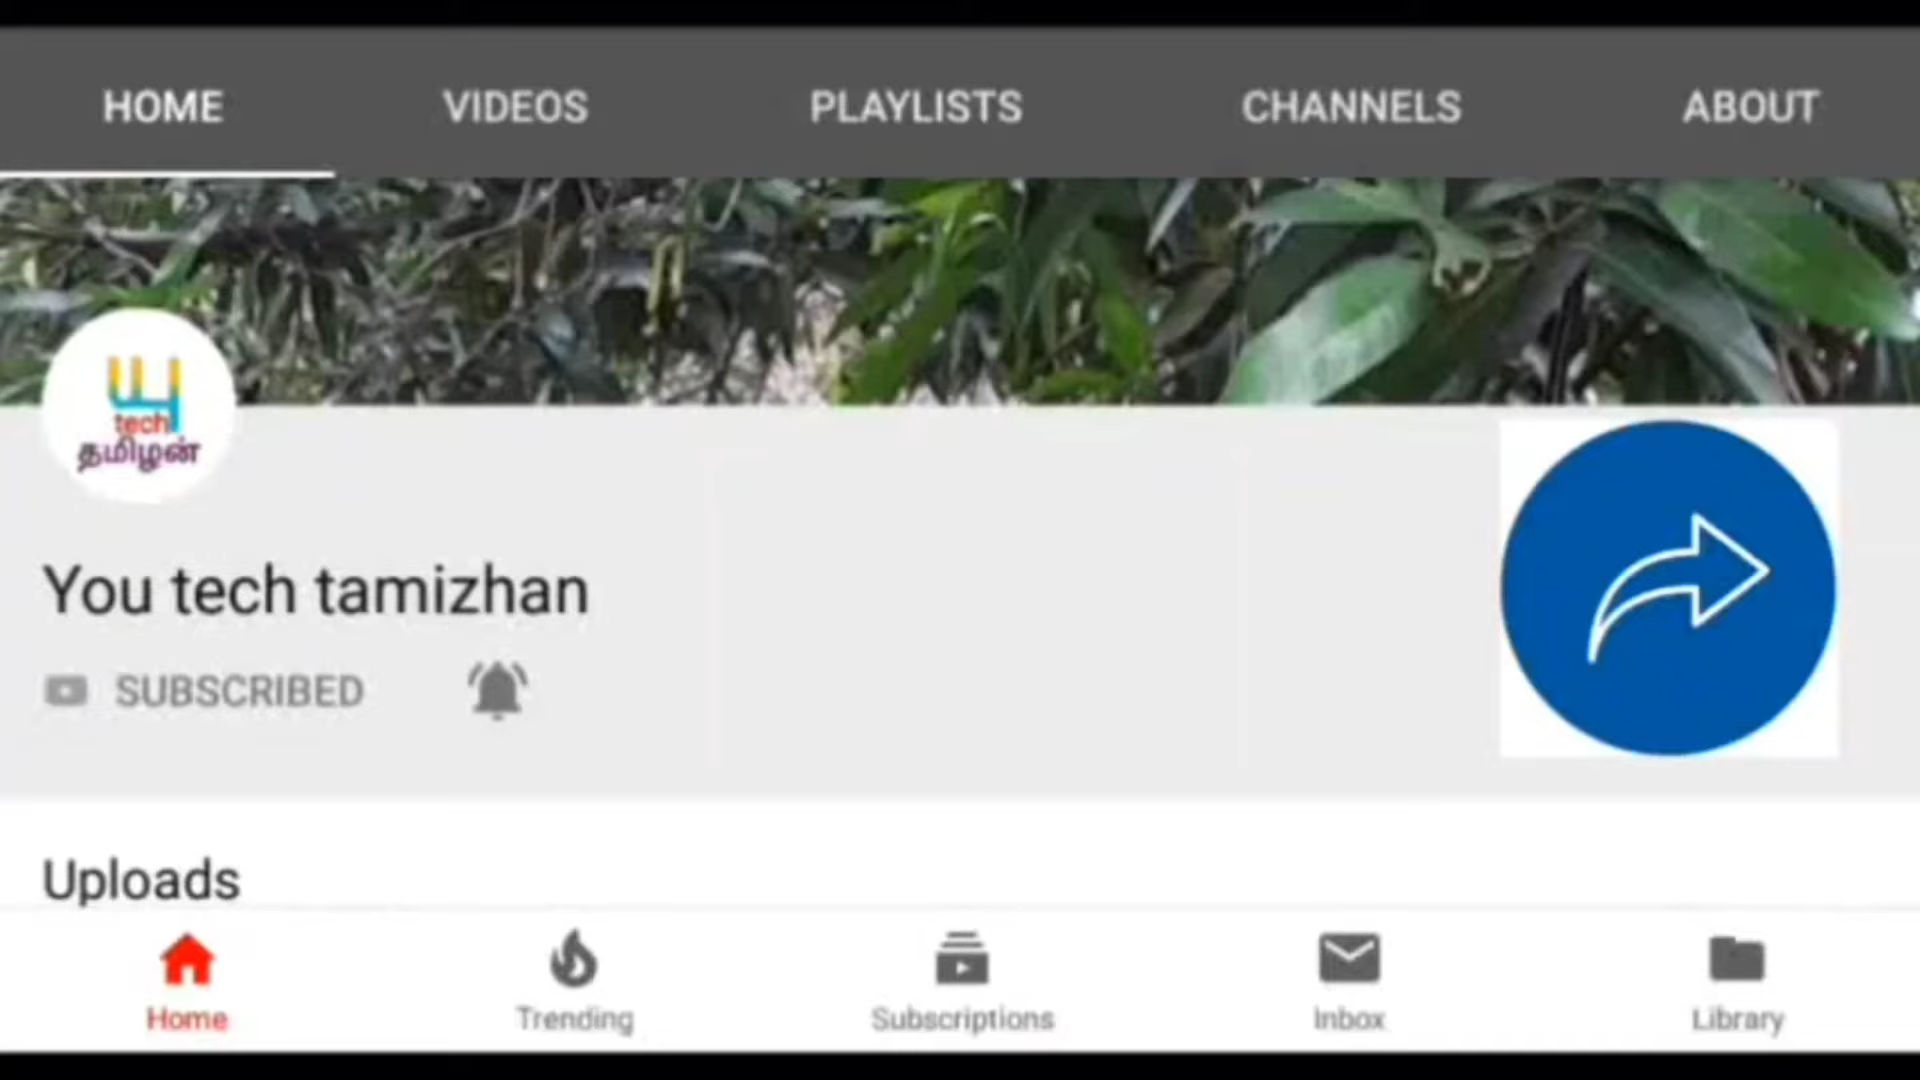 HOME VIDEOS PLAYLISTS CHANNELS ABOUT
tech
தமிழன்
You tech tamizhan
SUBSCRIBED
Uploads
Home Trending Subscriptions Inbox Library